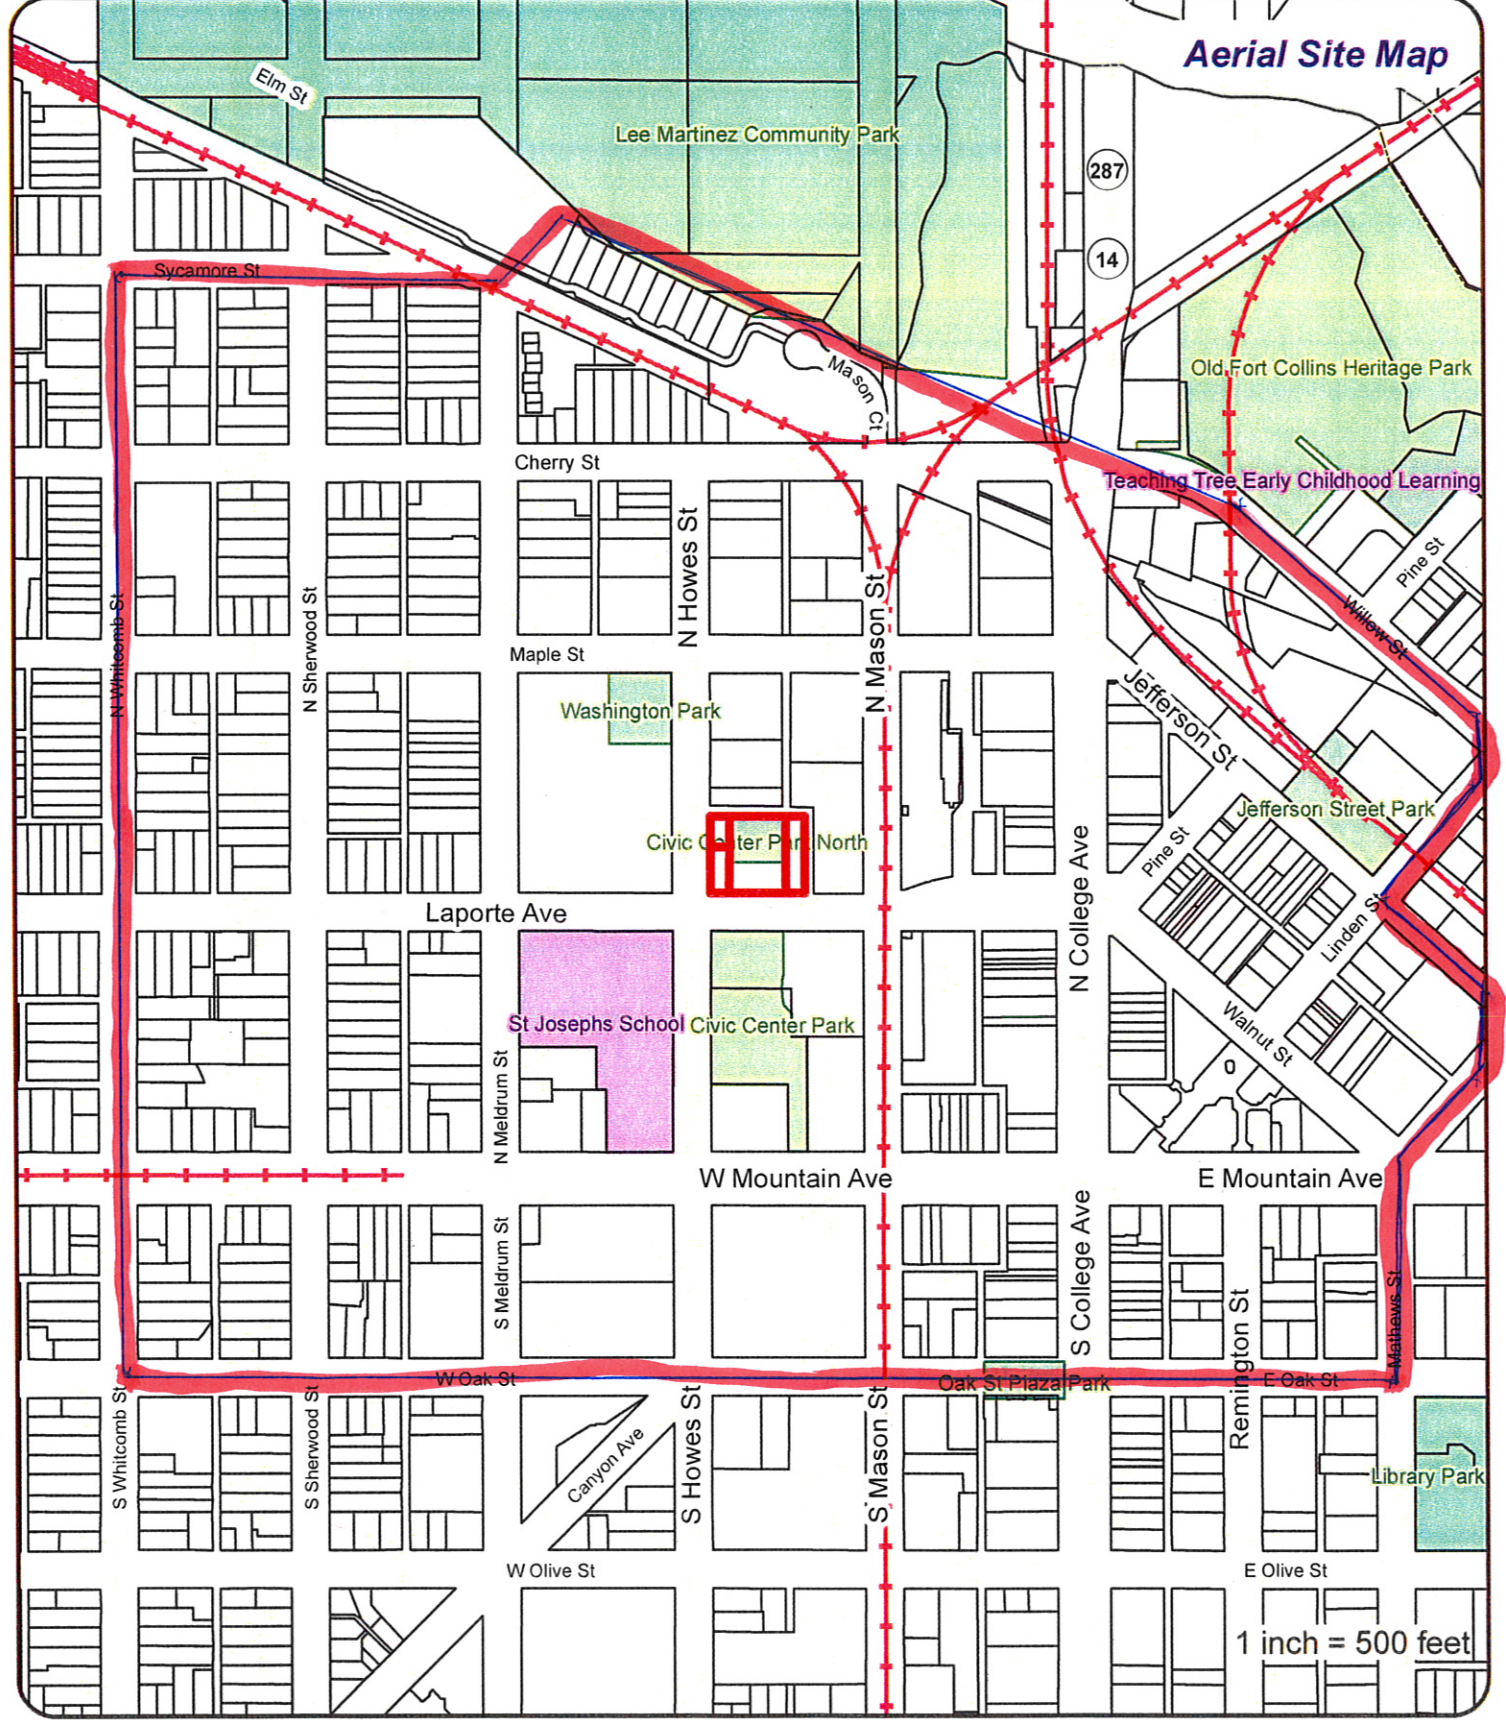 Aerial Site Map
Elm St
Lee Martinez Community Park
287
14
Sycamore St
Mason Ct
Old Fort Collins Heritage Park
Cherry St
Teaching Tree Early Childhood Learning
N Howes St
Pine St
N Whitcomb St
N Sherwood St
N Mason St
Willow St
Maple St
Jefferson St
Washington Park
Jefferson Street Park
Civic Center Park North
Pine St
N College Ave
Laporte Ave
Linden St
St Josephs School
Civic Center Park
Walnut St
N Meldrum St
W Mountain Ave
E Mountain Ave
S Meldrum St
S College Ave
Remington St
Mathews St
W Oak St
Oak St Plaza Park
E Oak St
S Whitcomb St
S Sherwood St
Canyon Ave
S Howes St
S Mason St
Library Park
W Olive St
E Olive St
1 inch = 500 feet